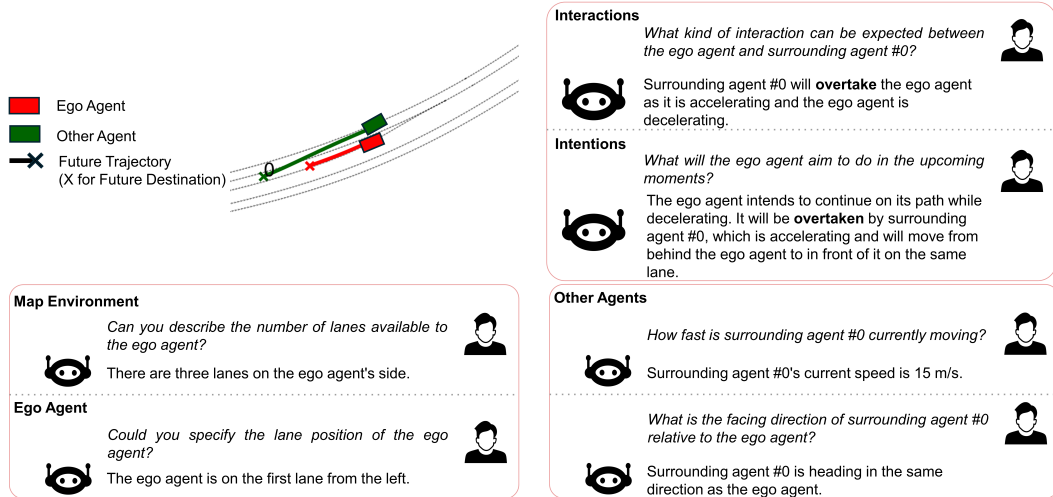 Ego Agent
Other Agent
Future Trajectory
(X for Future Destination)
0
Interactions
What kind of interaction can be expected between
the ego agent and surrounding agent #0?
Surrounding agent #0 will overtake the ego agent
as it is accelerating and the ego agent is
decelerating.
Intentions
What will the ego agent aim to do in the upcoming
moments?
The ego agent intends to continue on its path while
decelerating. It will be overtaken by surrounding
agent #0, which is accelerating and will move from
behind the ego agent to in front of it on the same
lane.
Map Environment
Can you describe the number of lanes available to
the ego agent?
There are three lanes on the ego agent's side.
Ego Agent
Could you specify the lane position of the ego
agent?
The ego agent is on the first lane from the left.
Other Agents
How fast is surrounding agent #0 currently moving?
Surrounding agent #0's current speed is 15 m/s.
What is the facing direction of surrounding agent #0
relative to the ego agent?
Surrounding agent #0 is heading in the same
direction as the ego agent.